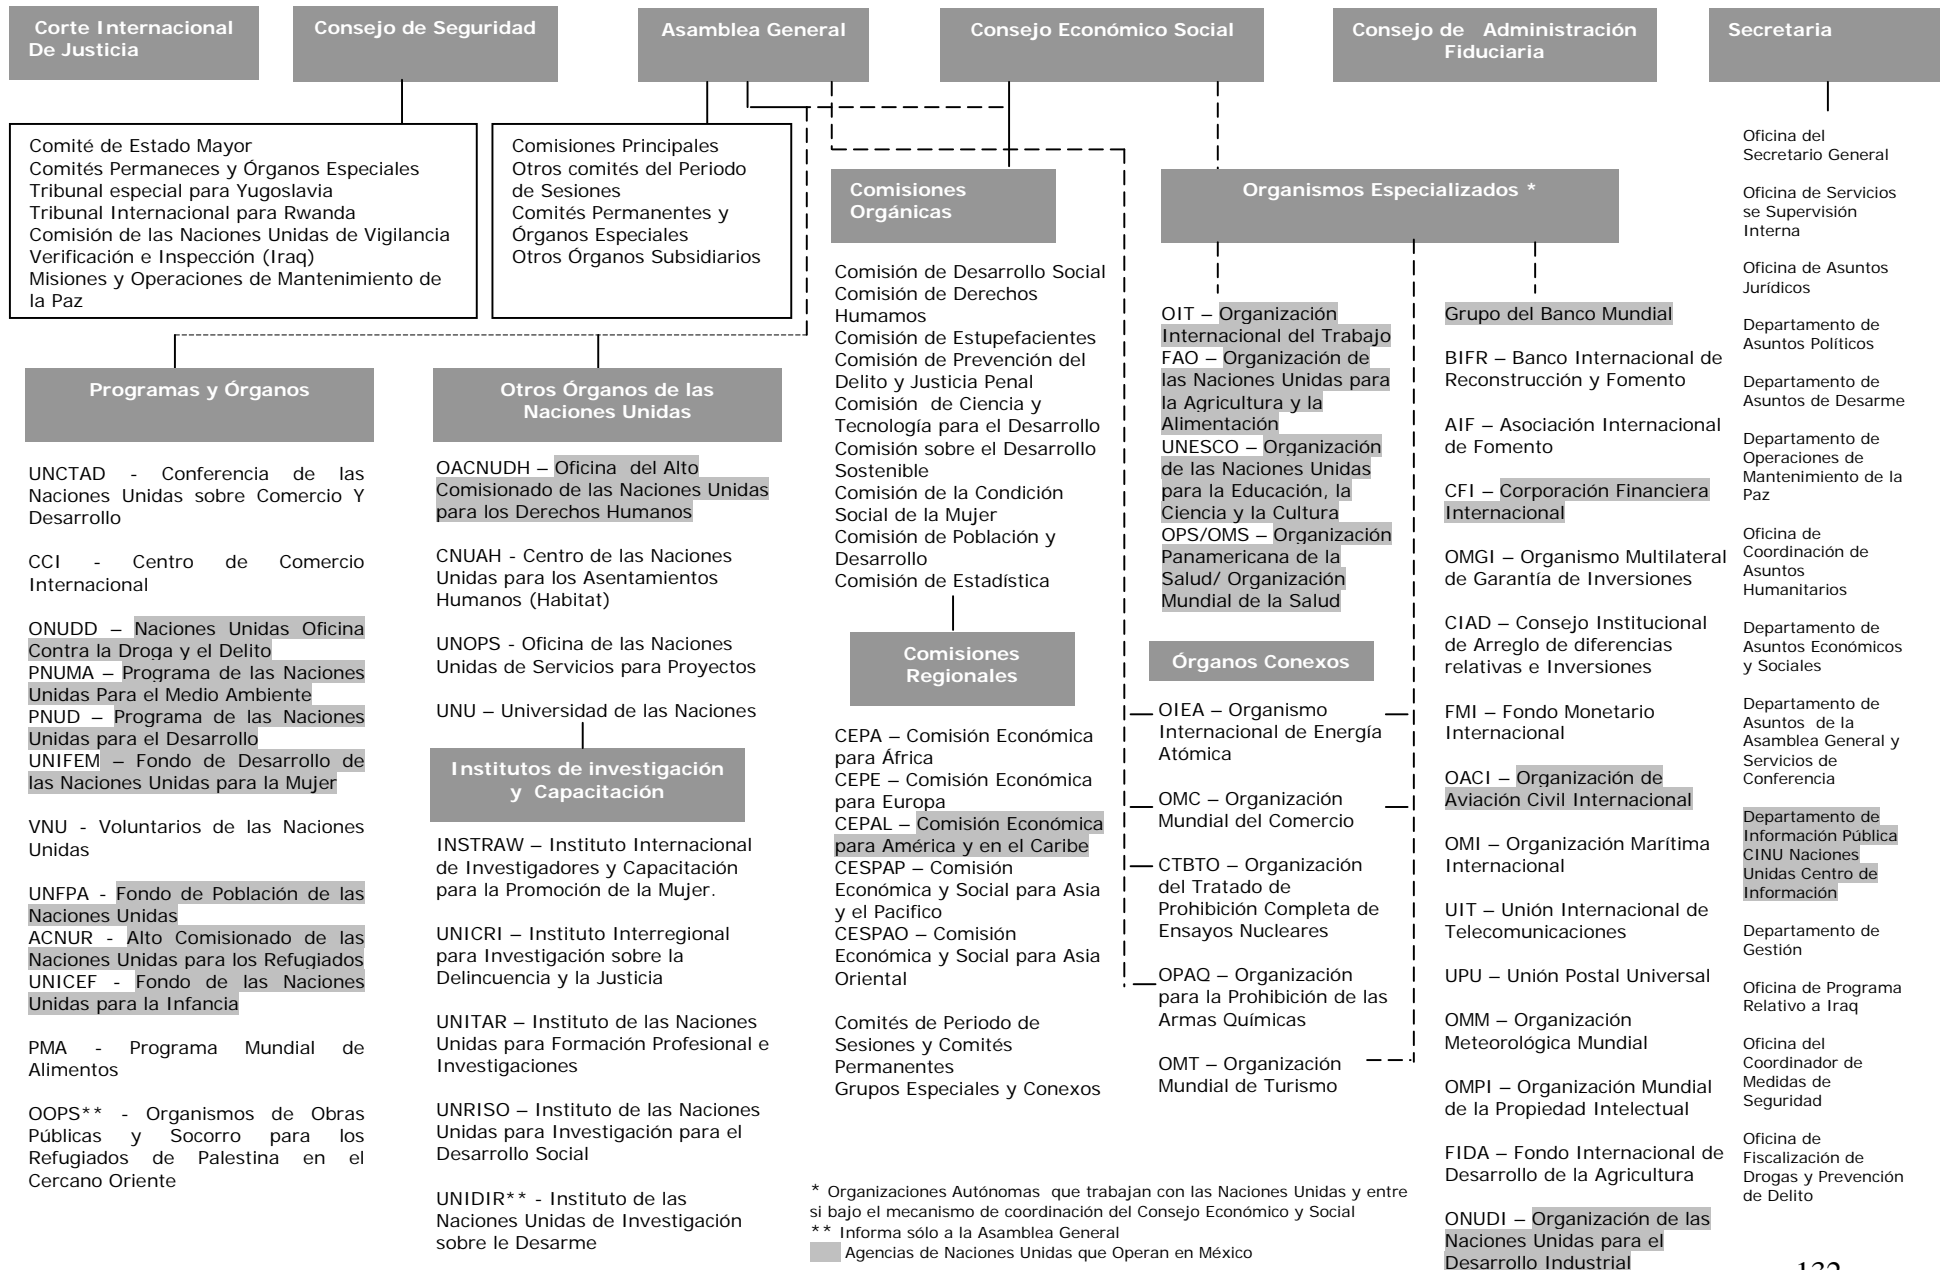 Corte Internacional
De Justicia
Consejo de Seguridad
Asamblea General
Consejo Económico Social
Consejo de Administración
Fiduciaria
Secretaria
Comité de Estado Mayor
Comités Permaneces y Órganos Especiales
Tribunal especial para Yugoslavia
Tribunal Internacional para Rwanda
Comisión de las Naciones Unidas de Vigilancia
Verificación e Inspección (Iraq)
Misiones y Operaciones de Mantenimiento de
la Paz
Comisiones Principales
Otros comités del Periodo
de Sesiones
Comités Permanentes y
Órganos Especiales
Otros Órganos Subsidiarios
Programas y Órganos
UNCTAD - Conferencia de las
Naciones Unidas sobre Comercio Y
Desarrollo
CCI - Centro de Comercio
Internacional
ONUDD – Naciones Unidas Oficina
Contra la Droga y el Delito
PNUMA – Programa de las Naciones
Unidas Para el Medio Ambiente
PNUD – Programa de las Naciones
Unidas para el Desarrollo
UNIFEM – Fondo de Desarrollo de
las Naciones Unidas para la Mujer
VNU - Voluntarios de las Naciones
Unidas
UNFPA - Fondo de Población de las
Naciones Unidas
ACNUR - Alto Comisionado de las
Naciones Unidas para los Refugiados
UNICEF - Fondo de las Naciones
Unidas para la Infancia
PMA - Programa Mundial de
Alimentos
OOPS** - Organismos de Obras
Públicas y Socorro para los
Refugiados de Palestina en el
Cercano Oriente
Otros Órganos de las
Naciones Unidas
OACNUDH – Oficina del Alto
Comisionado de las Naciones Unidas
para los Derechos Humanos
CNUAH - Centro de las Naciones
Unidas para los Asentamientos
Humanos (Habitat)
UNOPS - Oficina de las Naciones
Unidas de Servicios para Proyectos
UNU – Universidad de las Naciones
Institutos de investigación
y Capacitación
INSTRAW – Instituto Internacional
de Investigadores y Capacitación
para la Promoción de la Mujer.
UNICRI – Instituto Interregional
para Investigación sobre la
Delincuencia y la Justicia
UNITAR – Instituto de las Naciones
Unidas para Formación Profesional e
Investigaciones
UNRISO – Instituto de las Naciones
Unidas para Investigación para el
Desarrollo Social
UNIDIR** - Instituto de las
Naciones Unidas de Investigación
sobre le Desarme
Comisiones
Orgánicas
Comisión de Desarrollo Social
Comisión de Derechos
Humamos
Comisión de Estupefacientes
Comisión de Prevención del
Delito y Justicia Penal
Comisión de Ciencia y
Tecnología para el Desarrollo
Comisión sobre el Desarrollo
Sostenible
Comisión de la Condición
Social de la Mujer
Comisión de Población y
Desarrollo
Comisión de Estadística
Comisiones
Regionales
CEPA – Comisión Económica
para África
CEPE – Comisión Económica
para Europa
CEPAL – Comisión Económica
para América y en el Caribe
CESPAP – Comisión
Económica y Social para Asia
y el Pacifico
CESPAO – Comisión
Económica y Social para Asia
Oriental
Comités de Periodo de
Sesiones y Comités
Permanentes
Grupos Especiales y Conexos
Organismos Especializados *
OIT – Organización
Internacional del Trabajo
FAO – Organización de
las Naciones Unidas para
la Agricultura y la
Alimentación
UNESCO – Organización
de las Naciones Unidas
para la Educación, la
Ciencia y la Cultura
OPS/OMS – Organización
Panamericana de la
Salud/ Organización
Mundial de la Salud
Órganos Conexos
OIEA – Organismo
Internacional de Energía
Atómica
OMC – Organización
Mundial del Comercio
CTBTO – Organización
del Tratado de
Prohibición Completa de
Ensayos Nucleares
OPAQ – Organización
para la Prohibición de las
Armas Químicas
OMT – Organización
Mundial de Turismo
Grupo del Banco Mundial
BIFR – Banco Internacional de
Reconstrucción y Fomento
AIF – Asociación Internacional
de Fomento
CFI – Corporación Financiera
Internacional
OMGI – Organismo Multilateral
de Garantía de Inversiones
CIAD – Consejo Institucional
de Arreglo de diferencias
relativas e Inversiones
FMI – Fondo Monetario
Internacional
OACI – Organización de
Aviación Civil Internacional
OMI – Organización Marítima
Internacional
UIT – Unión Internacional de
Telecomunicaciones
UPU – Unión Postal Universal
OMM – Organización
Meteorológica Mundial
OMPI – Organización Mundial
de la Propiedad Intelectual
FIDA – Fondo Internacional de
Desarrollo de la Agricultura
ONUDI – Organización de las
Naciones Unidas para el
Desarrollo Industrial
Oficina del
Secretario General
Oficina de Servicios
se Supervisión
Interna
Oficina de Asuntos
Jurídicos
Departamento de
Asuntos Políticos
Departamento de
Asuntos de Desarme
Departamento de
Operaciones de
Mantenimiento de la
Paz
Oficina de
Coordinación de
Asuntos
Humanitarios
Departamento de
Asuntos Económicos
y Sociales
Departamento de
Asuntos de la
Asamblea General y
Servicios de
Conferencia
Departamento de
Información Pública
CINU Naciones
Unidas Centro de
Información
Departamento de
Gestión
Oficina de Programa
Relativo a Iraq
Oficina del
Coordinador de
Medidas de
Seguridad
Oficina de
Fiscalización de
Drogas y Prevención
de Delito
* Organizaciones Autónomas que trabajan con las Naciones Unidas y entre
si bajo el mecanismo de coordinación del Consejo Económico y Social
** Informa sólo a la Asamblea General
Agencias de Naciones Unidas que Operan en México
132